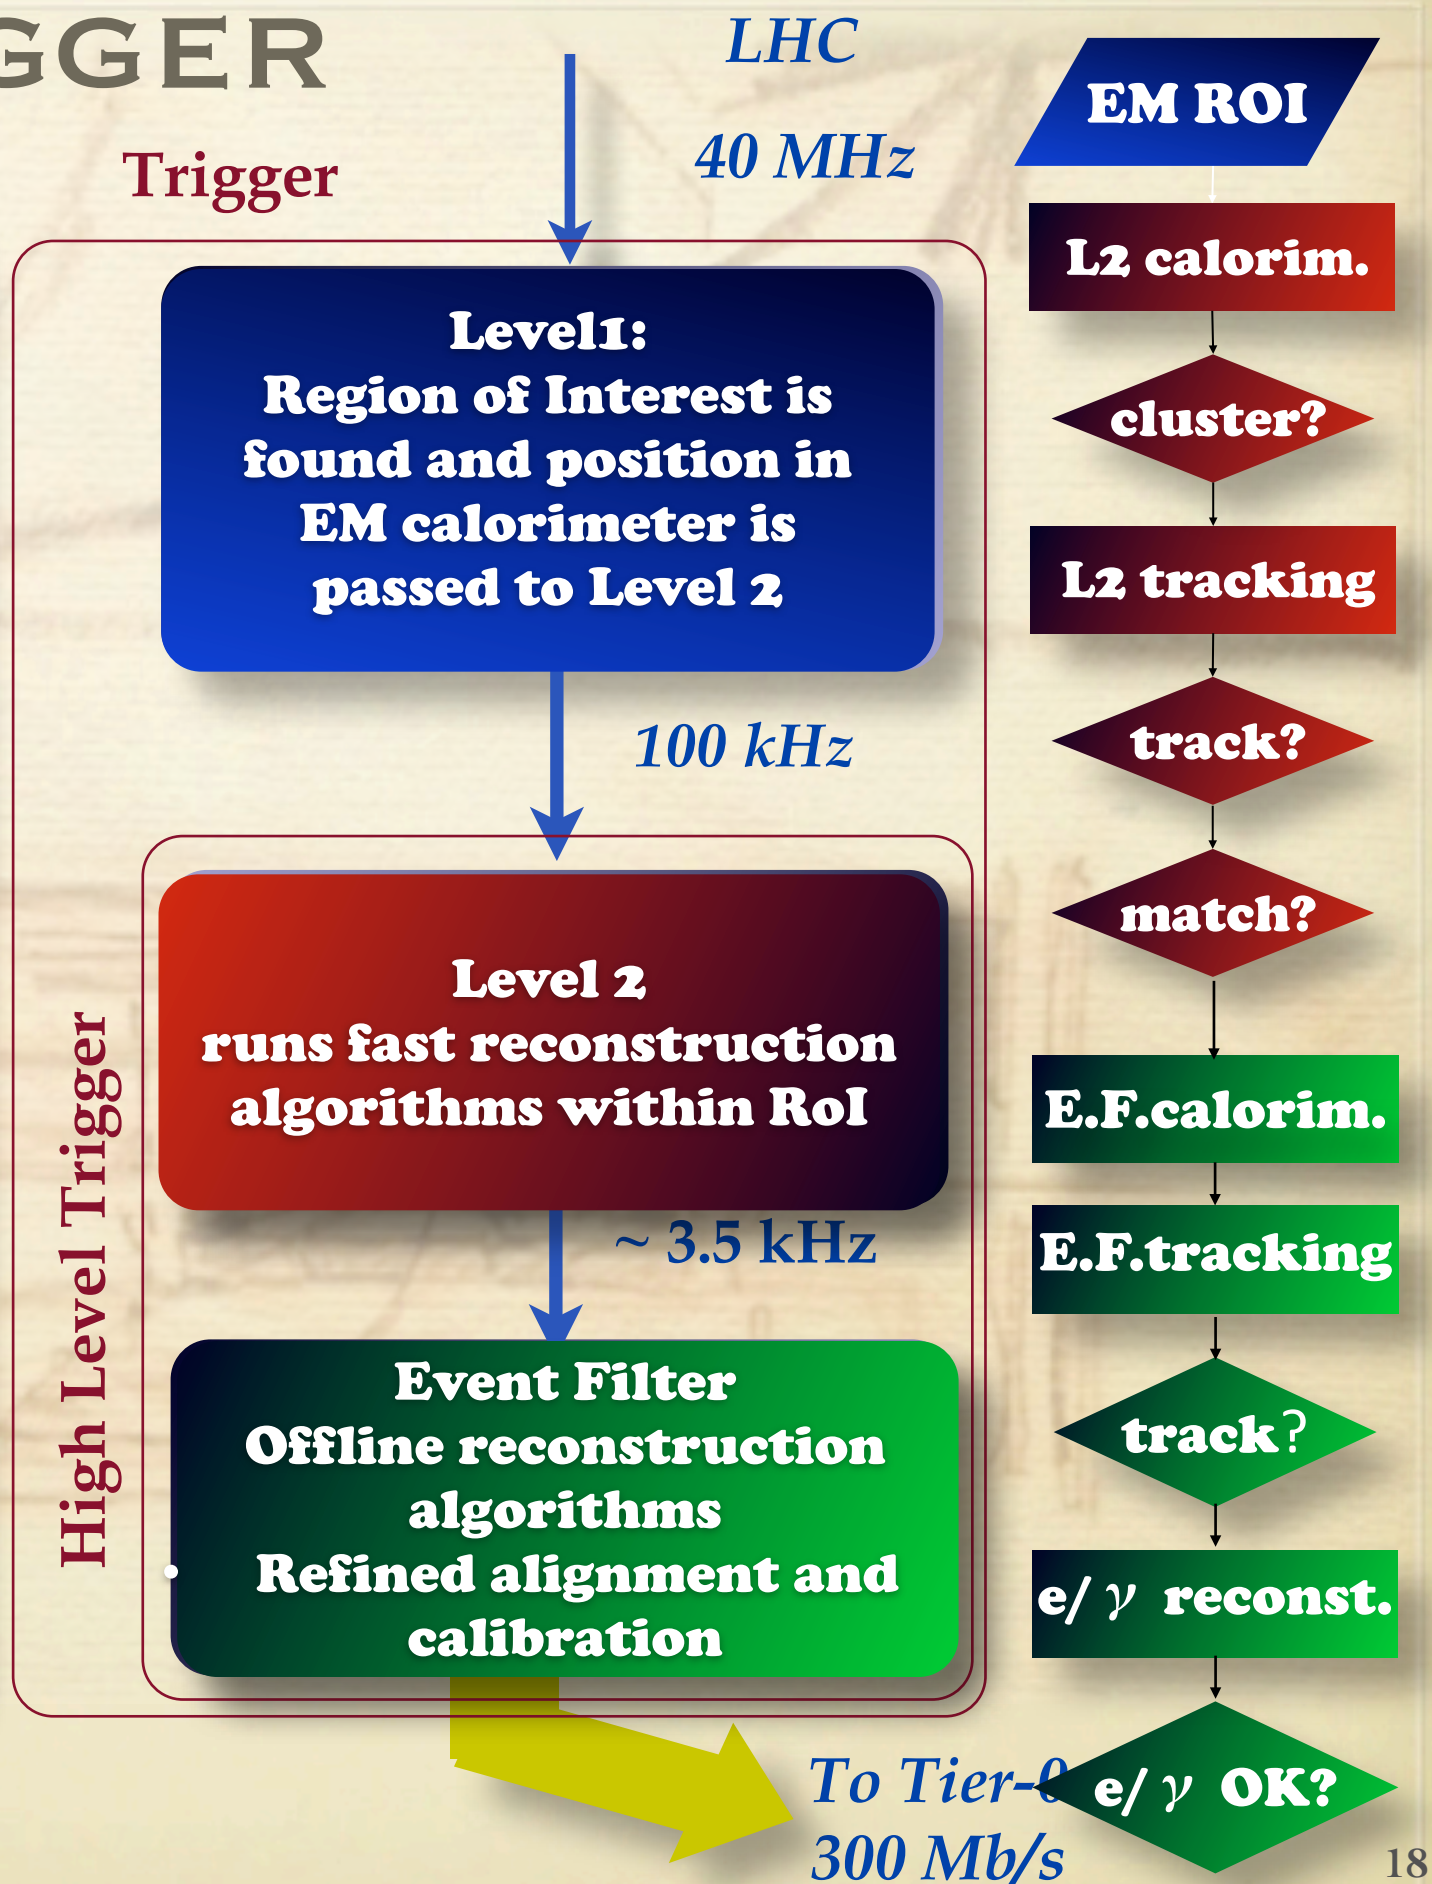 GGER
Trigger
LHC
40 MHz
Level1:
Region of Interest is
found and position in
EM calorimeter is
passed to Level 2
100 kHz
High Level Trigger
Level 2
runs fast reconstruction
algorithms within RoI
~ 3.5 kHz
Event Filter
Offline reconstruction
algorithms
• Refined alignment and
calibration
To Tier-0
300 Mb/s
EM ROI
L2 calorim.
cluster?
L2 tracking
track?
match?
E.F.calorim.
E.F.tracking
track?
e/ γ reconst.
e/ γ OK?
18